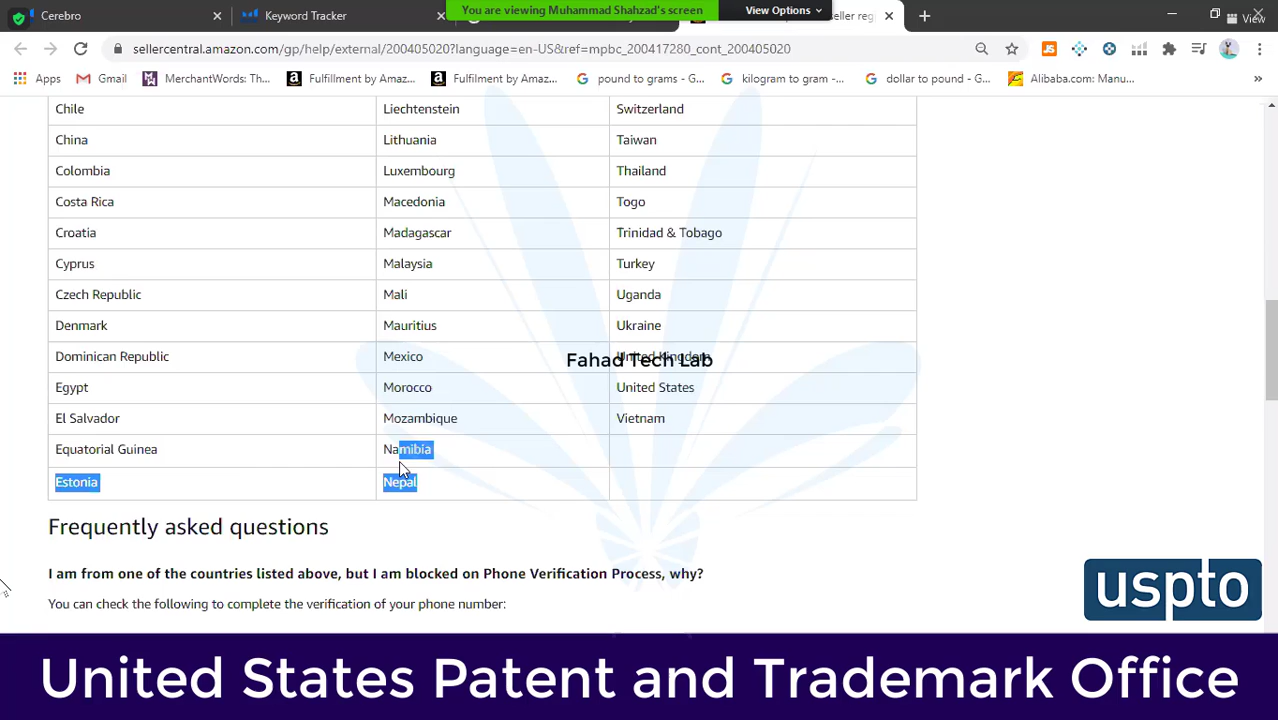 Cerebro
Keyword Tracker
You are viewing Muhammad Shahzad's screen
View Options
seller reg
View
sellercentral.amazon.com/gp/help/external/200405020?language=en-US&ref=mpbc_200417280_cont_200405020
Apps
Gmail
MerchantWords: Th...
Fulfillment by Amaz...
Fulfillment by Amaz...
pound to grams - G...
kilogram to gram -...
dollar to pound - G...
Alibaba.com: Manu...
Chile Liechtenstein Switzerland
China Lithuania Taiwan
Colombia Luxembourg Thailand
Costa Rica Macedonia Togo
Croatia Madagascar Trinidad & Tobago
Cyprus Malaysia Turkey
Czech Republic Mali Uganda
Denmark Mauritius Ukraine
Dominican Republic Mexico United Kingdom
Fahad Tech Lab
Egypt Morocco United States
El Salvador Mozambique Vietnam
Equatorial Guinea Namibia
Estonia Nepal
Frequently asked questions
I am from one of the countries listed above, but I am blocked on Phone Verification Process, why?
You can check the following to complete the verification of your phone number:
uspto
United States Patent and Trademark Office